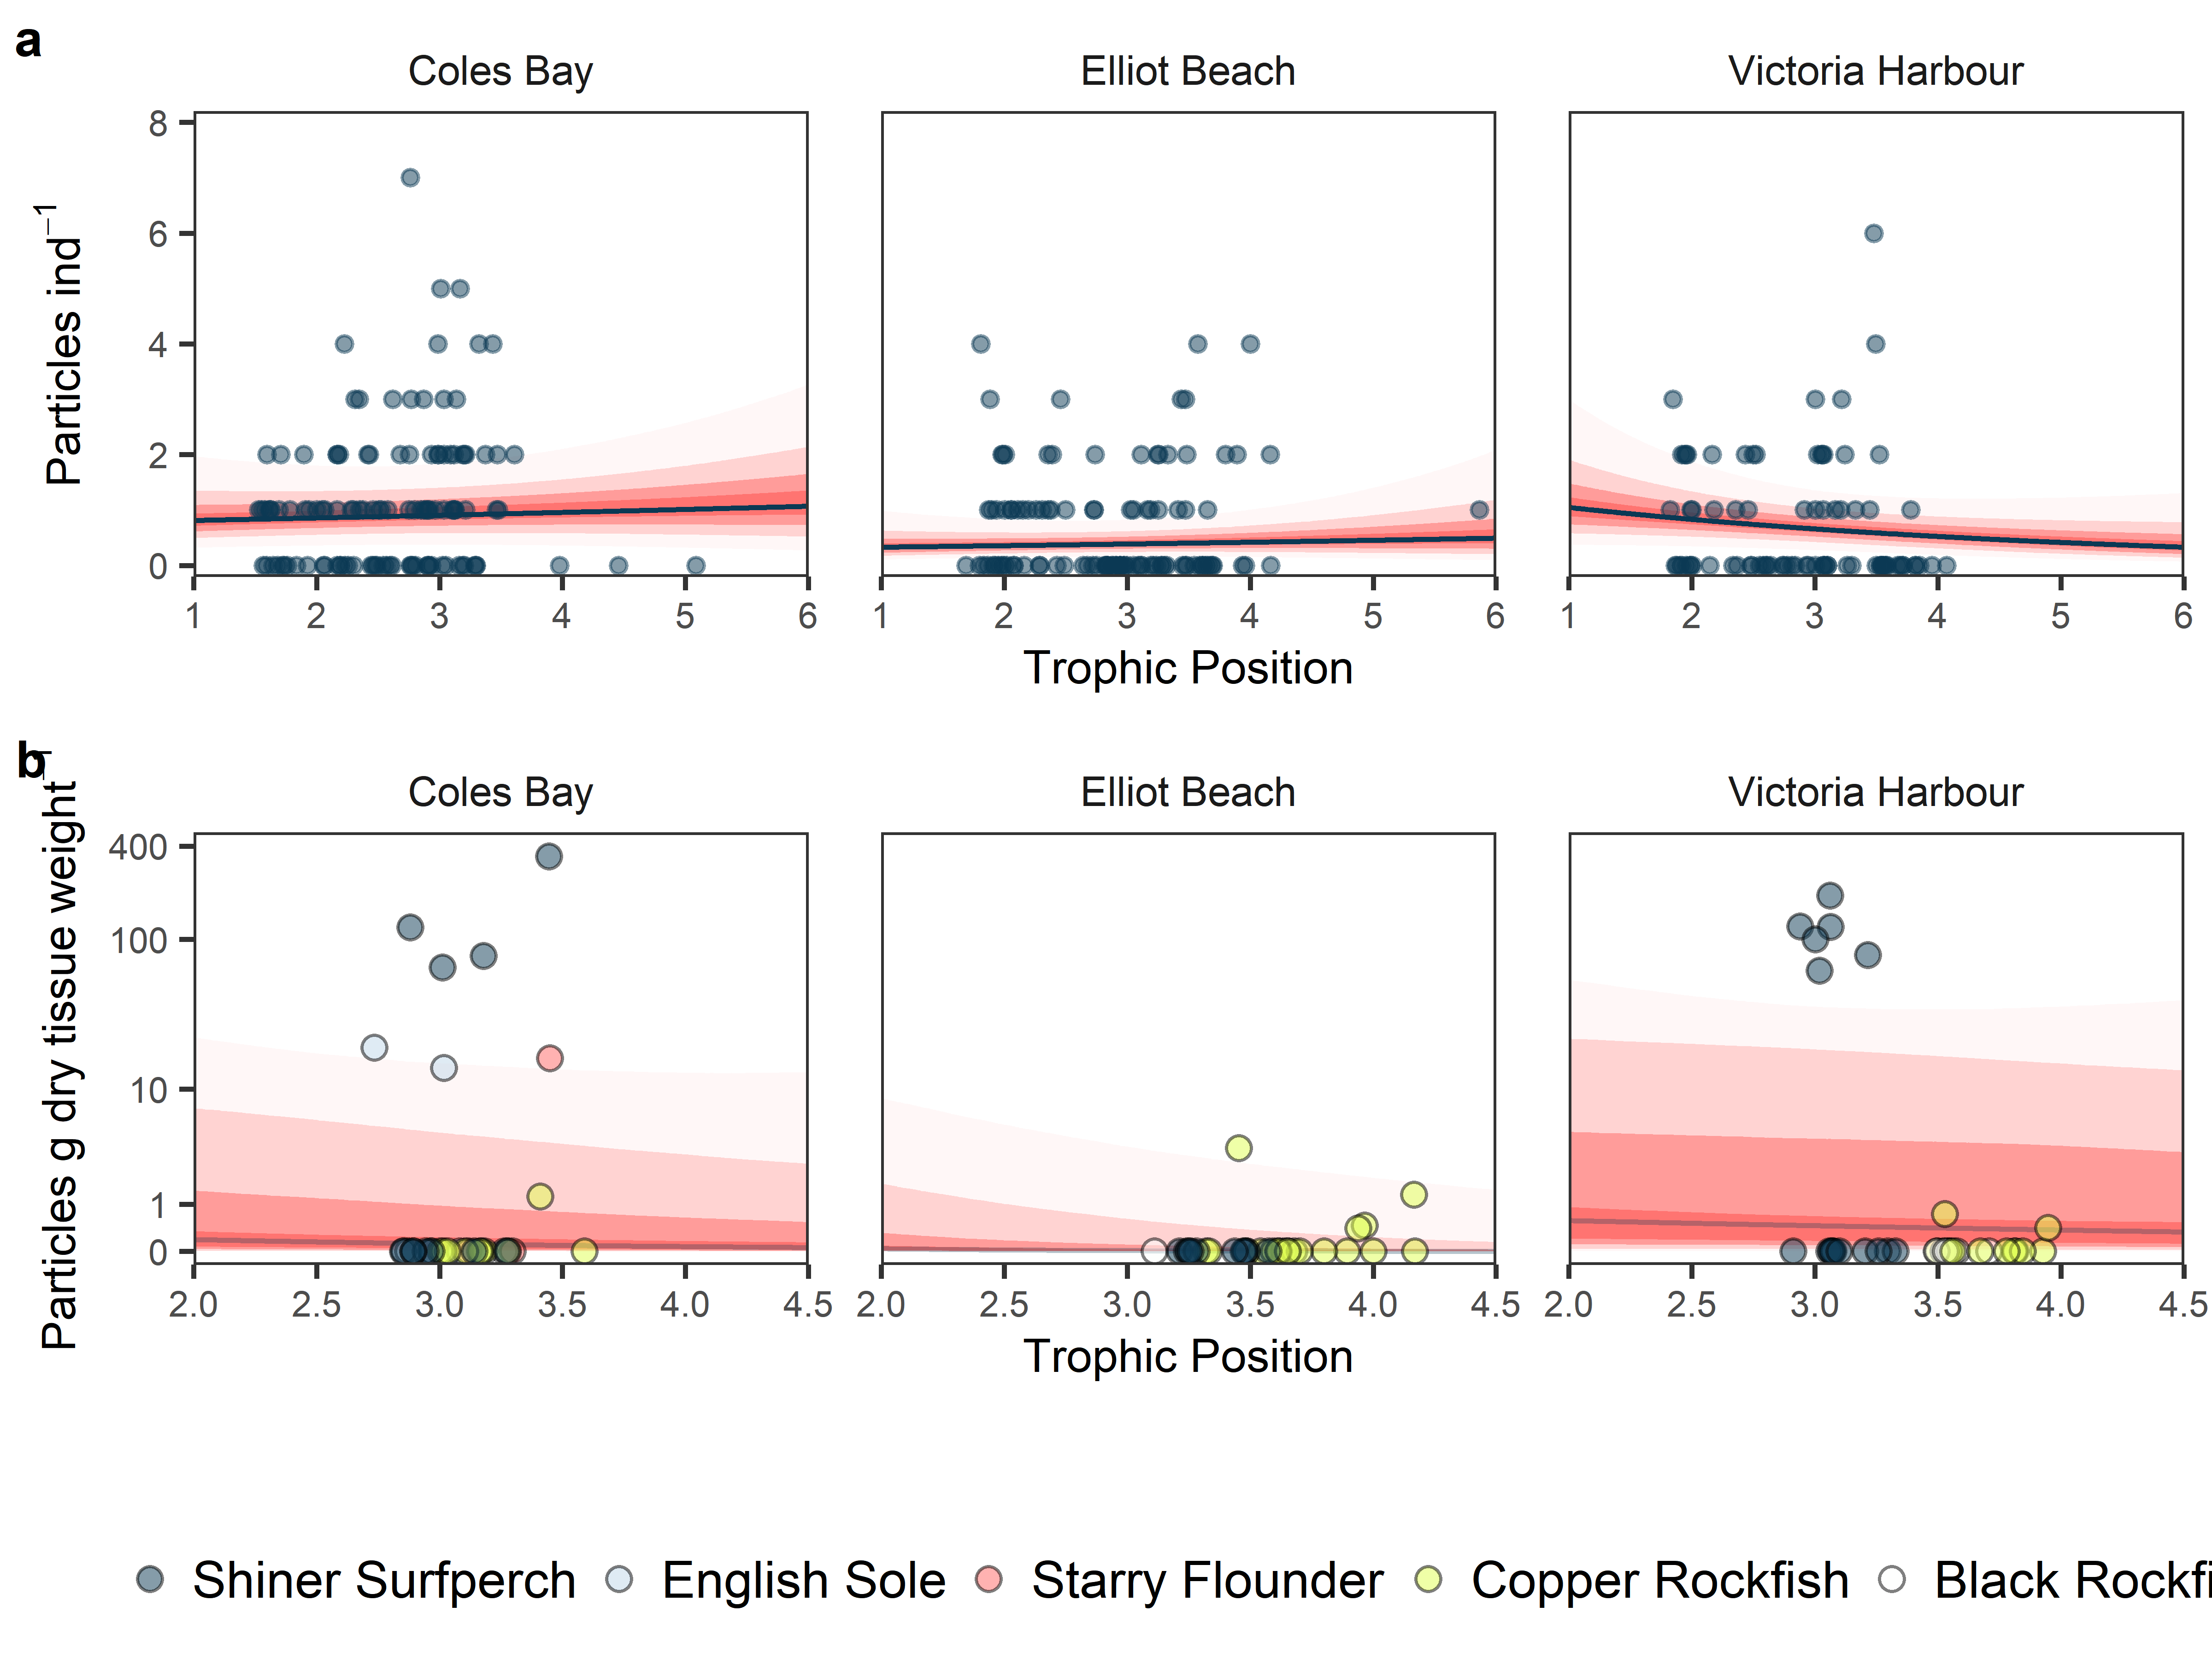 a
Coles Bay Elliot Beach Victoria Harbour
Particles ind⁻¹
8
6
4
2
0
1 2 3 4 5 6 1 2 3 4 5 6 1 2 3 4 5 6
Trophic Position
b
Coles Bay Elliot Beach Victoria Harbour
Particles g dry tissue weight⁻¹
400
100
10
1
0
2.0 2.5 3.0 3.5 4.0 4.5 2.0 2.5 3.0 3.5 4.0 4.5 2.0 2.5 3.0 3.5 4.0 4.5
Trophic Position
Shiner Surfperch English Sole Starry Flounder Copper Rockfish Black Rockfi